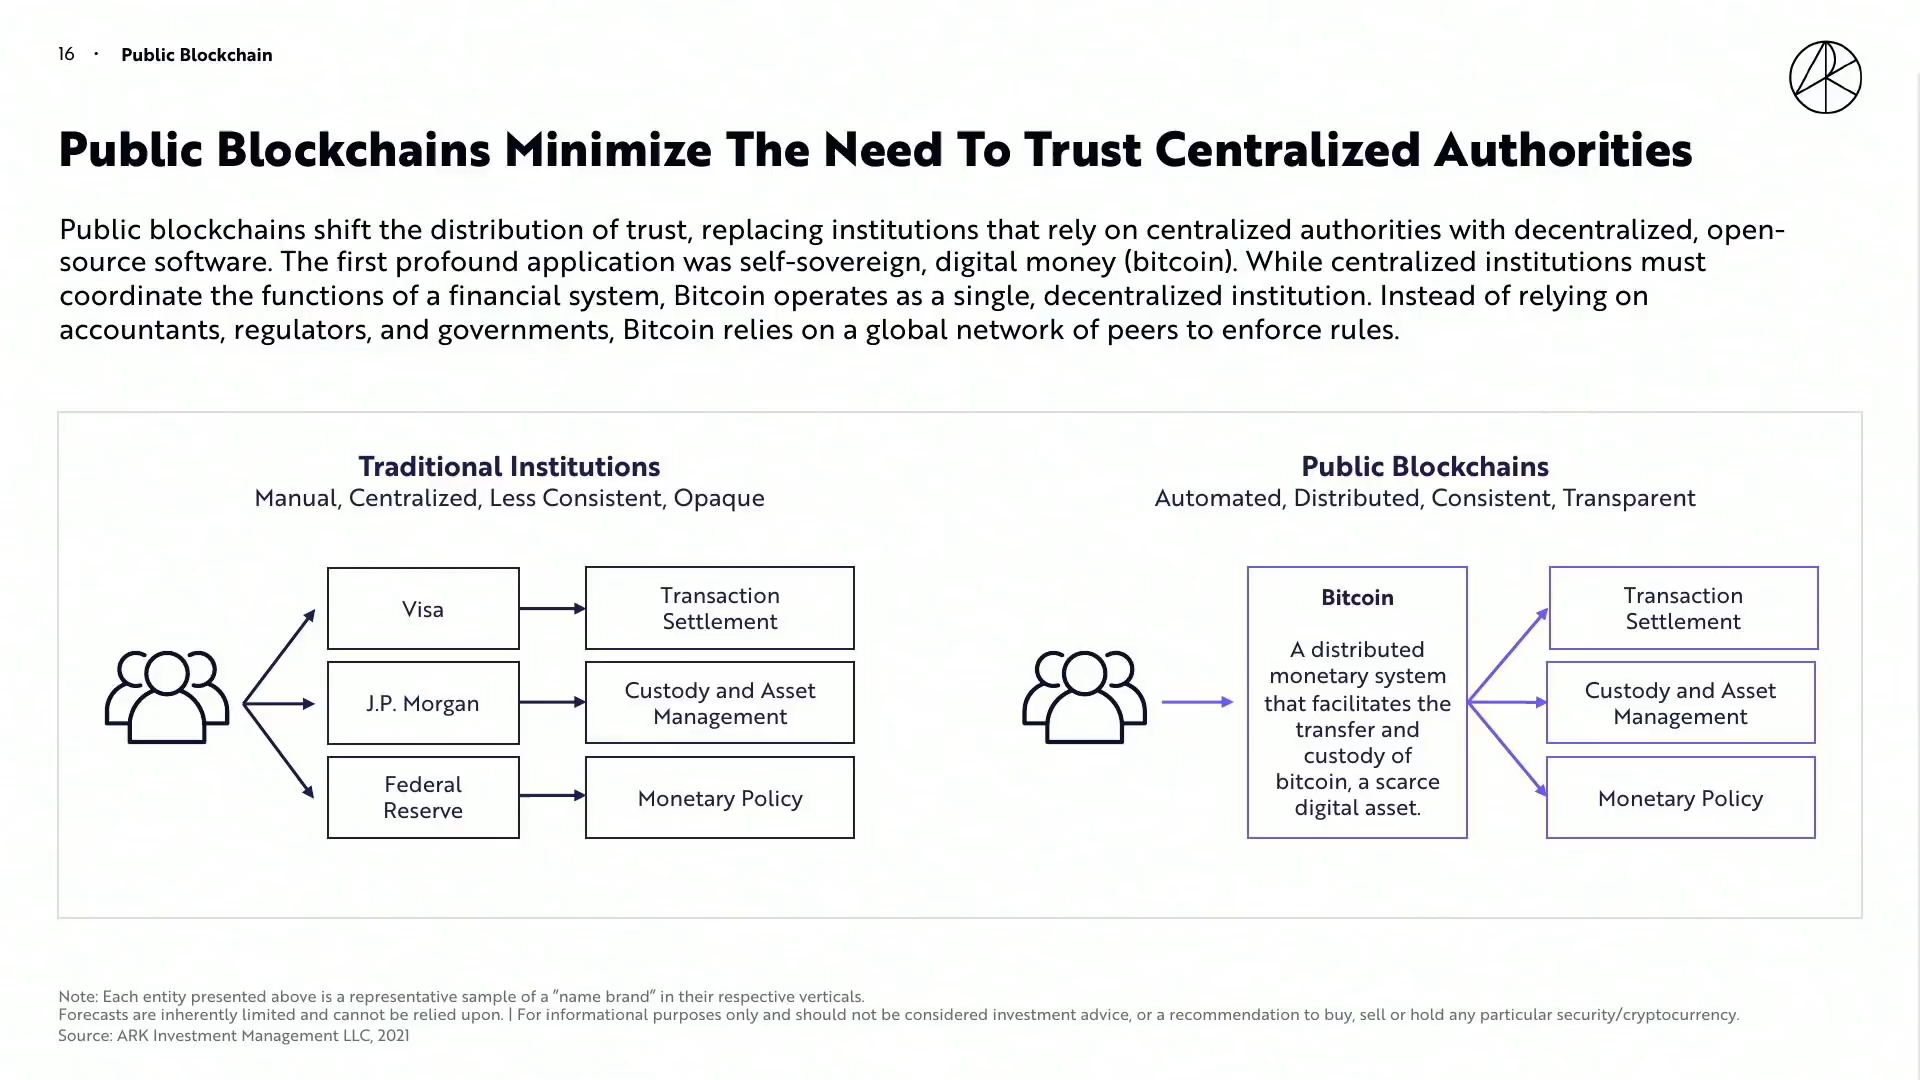 16 · Public Blockchain
Public Blockchains Minimize The Need To Trust Centralized Authorities
Public blockchains shift the distribution of trust, replacing institutions that rely on centralized authorities with decentralized, open-
source software. The first profound application was self-sovereign, digital money (bitcoin). While centralized institutions must
coordinate the functions of a financial system, Bitcoin operates as a single, decentralized institution. Instead of relying on
accountants, regulators, and governments, Bitcoin relies on a global network of peers to enforce rules.
Traditional Institutions
Manual, Centralized, Less Consistent, Opaque
Visa
Transaction
Settlement
J.P. Morgan
Custody and Asset
Management
Federal
Reserve
Monetary Policy
Public Blockchains
Automated, Distributed, Consistent, Transparent
Bitcoin
A distributed
monetary system
that facilitates the
transfer and
custody of
bitcoin, a scarce
digital asset.
Transaction
Settlement
Custody and Asset
Management
Monetary Policy
Note: Each entity presented above is a representative sample of a "name brand" in their respective verticals.
Forecasts are inherently limited and cannot be relied upon. | For informational purposes only and should not be considered investment advice, or a recommendation to buy, sell or hold any particular security/cryptocurrency.
Source: ARK Investment Management LLC, 2021